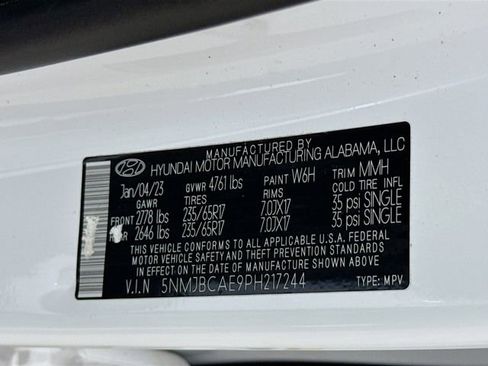 MANUFACTURED BY
HYUNDAI MOTOR MANUFACTURING ALABAMA, LLC
Jan/04/23 GVWR 4761 lbs PAINT W6H TRIM MMH
GAWR TIRES RIMS COLD TIRE INFL
FRONT 2778 lbs 235/65R17 7.0JX17 35 psi SINGLE
REAR 2646 lbs 235/65R17 7.0JX17 35 psi SINGLE
THIS VEHICLE CONFORMS TO ALL APPLICABLE U.S.A. FEDERAL
MOTOR VEHICLE SAFETY, BUMPER, AND THEFT PREVENTION STANDARDS
IN EFFECT ON THE DATE OF MANUFACTURE SHOWN ABOVE
V.I.N 5NMJBCAE9PH217244 TYPE: MPV